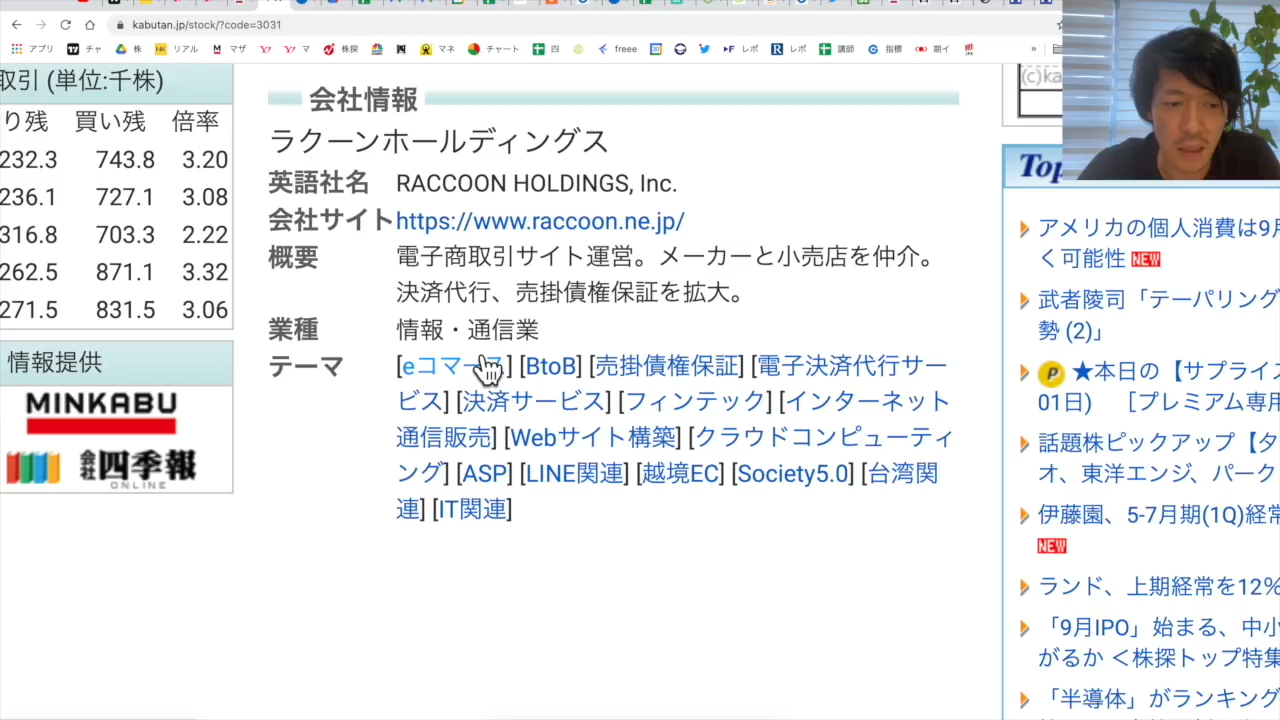 kabutan.jp/stock/?code=3031
アプリ チャ 株 リアル マザ マ 株探 マネ チャート 四 freee レポ レポ 講師 指標 期イ
取引 (単位:千株)
り残 買い残 倍率
232.3 743.8 3.20
236.1 727.1 3.08
316.8 703.3 2.22
262.5 871.1 3.32
271.5 831.5 3.06
情報提供
MINKABU
会社四季報
ONLINE
会社情報
ラクーンホールディングス
英語社名 RACCOON HOLDINGS, Inc.
会社サイト https://www.raccoon.ne.jp/
概要 電子商取引サイト運営。メーカーと小売店を仲介。
決済代行、売掛債権保証を拡大。
業種 情報・通信業
テーマ [eコマース] [BtoB] [売掛債権保証] [電子決済代行サー
ビス] [決済サービス] [フィンテック] [インターネット
通信販売] [Webサイト構築] [クラウドコンピューティ
ング] [ASP] [LINE関連] [越境EC] [Society5.0] [台湾関
連] [IT関連]
(c)ka
Top
アメリカの個人消費は9月
く可能性 NEW
武者陵司「テーパリング
勢 (2)」
P ★本日の【サプライズ
01日) ［プレミアム専用
話題株ピックアップ【夕
オ、東洋エンジ、パーク
伊藤園、5-7月期(1Q)経常
NEW
ランド、上期経常を12%
「9月IPO」始まる、中小
がるか ＜株探トップ特集
「半導体」がランキング